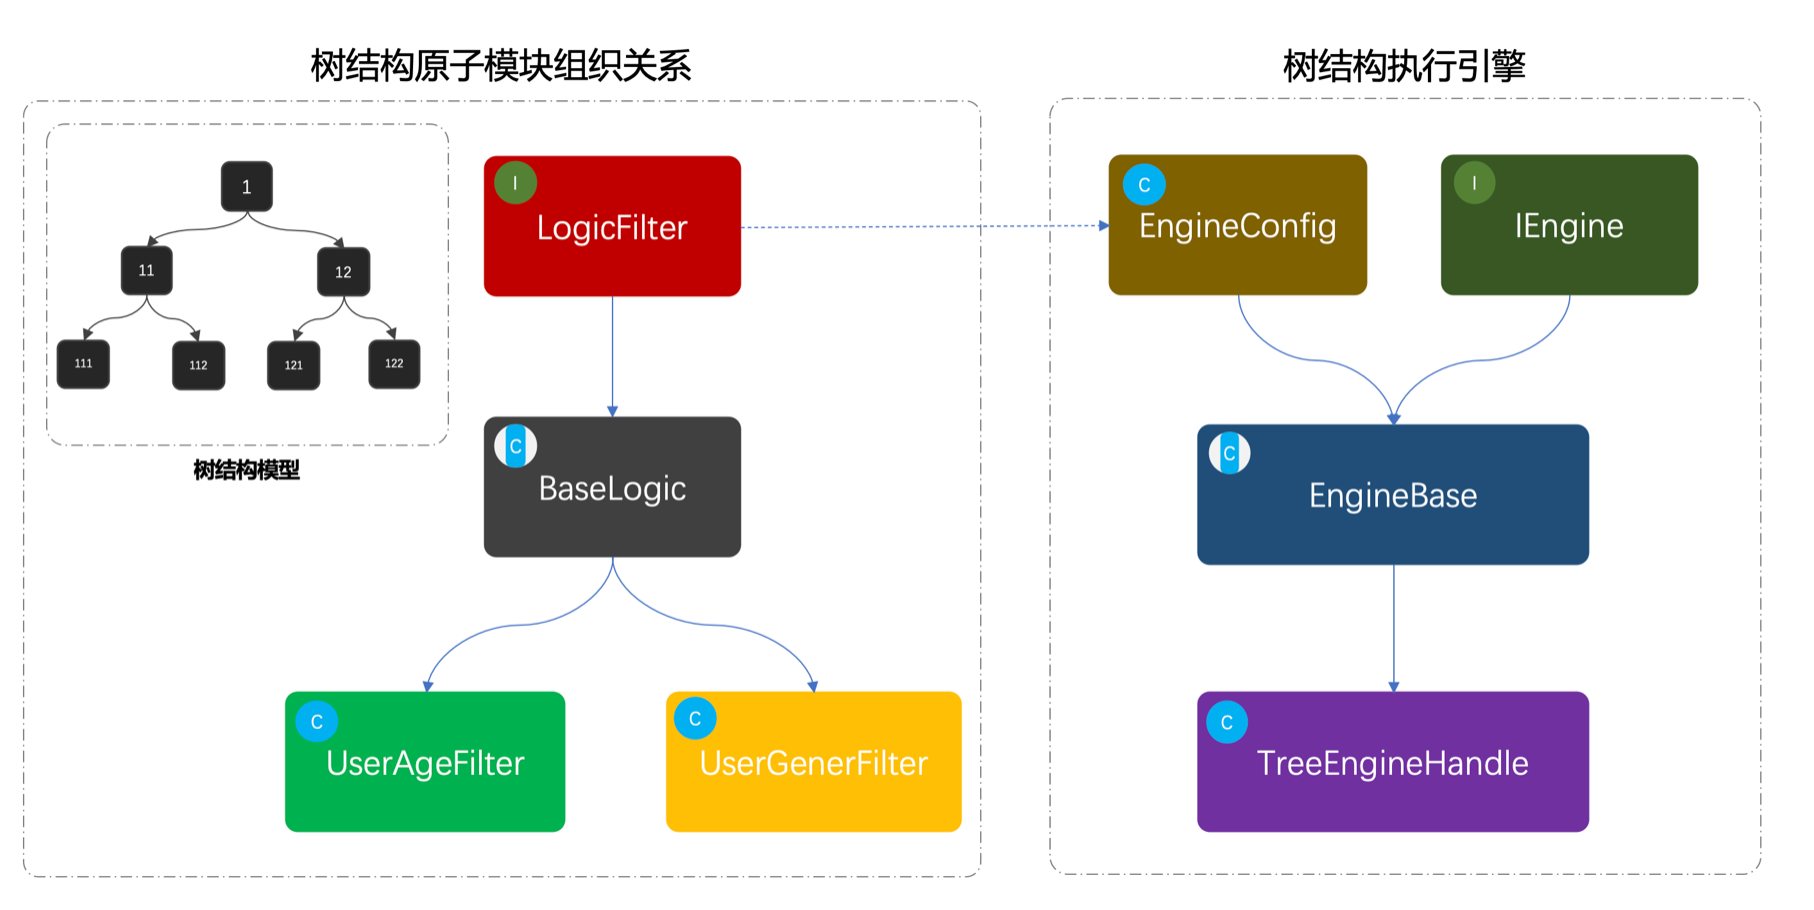 树结构原子模块组织关系
树结构执行引擎
1
11
12
111
112
121
122
树结构模型
I
LogicFilter
C
BaseLogic
C
UserAgeFilter
C
UserGenerFilter
C
EngineConfig
I
IEngine
C
EngineBase
C
TreeEngineHandle